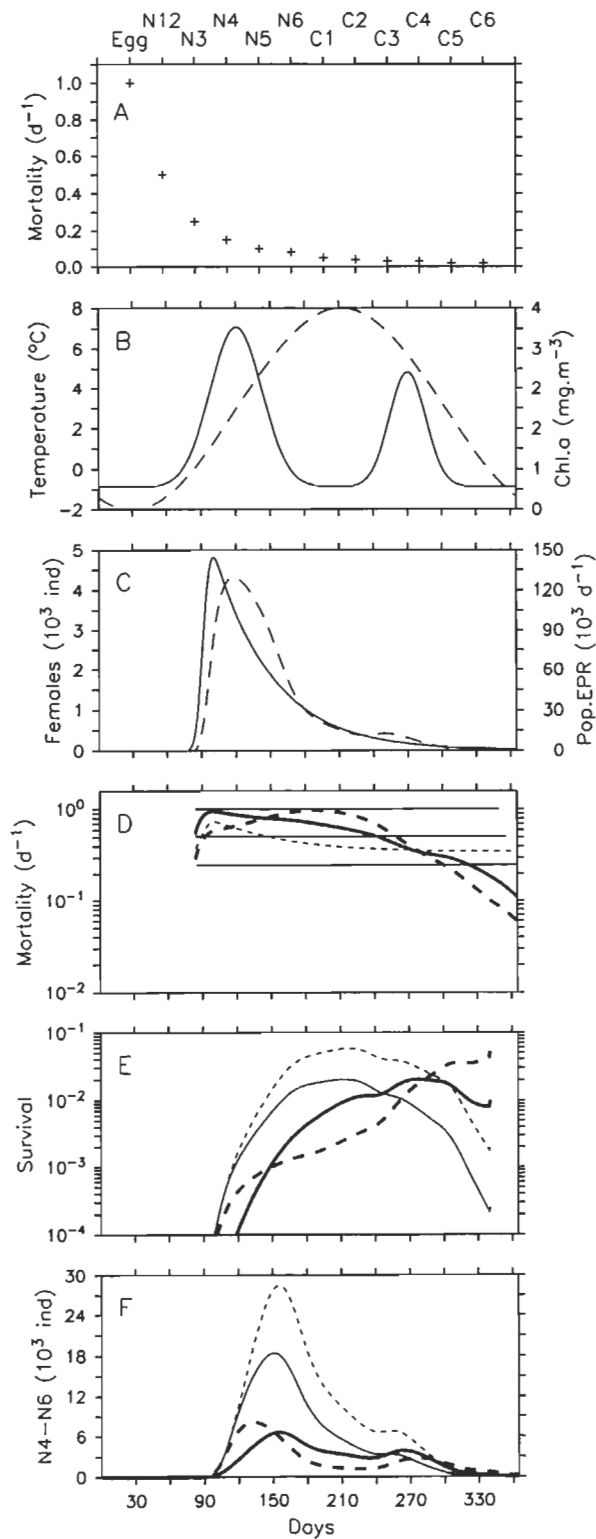 N12 N4 N6 C2 C4 C6
Egg N3 N5 C1 C3 C5
A
Mortality (d⁻¹)
1.0
0.8
0.6
0.4
0.2
0.0
B
Temperature (°C)
8
6
4
2
0
-2
Chl.a (mg.m⁻³)
4
3
2
2
1
1
0
C
Females (10³ ind)
5
4
3
2
1
0
Pop.EPR (10³ d⁻¹)
150
120
90
60
30
0
D
Mortality (d⁻¹)
10⁰
10⁻¹
10⁻²
E
Survival
10⁻¹
10⁻²
10⁻³
10⁻⁴
F
N4-N6 (10³ ind)
30
24
18
12
6
0
30 90 150 210 270 330
Days